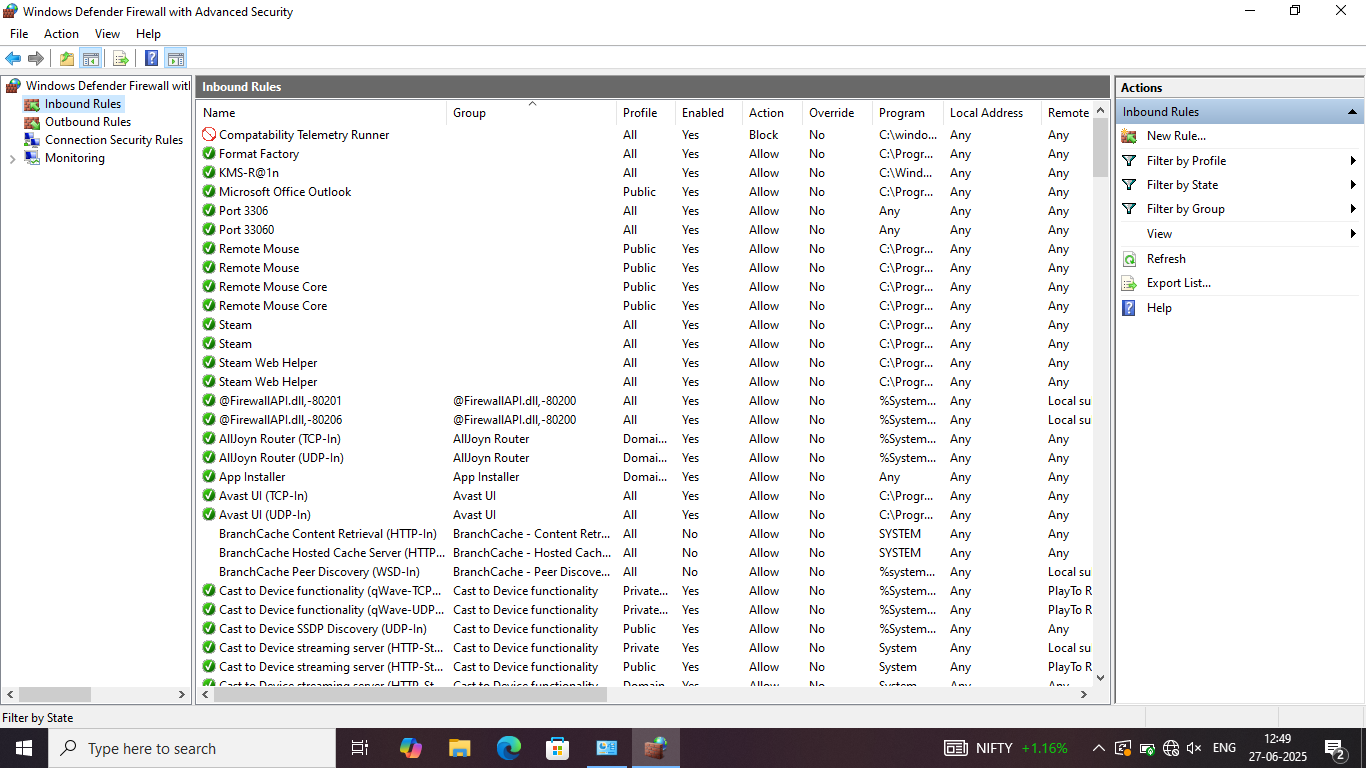 Windows Defender Firewall with Advanced Security
File Action View Help
Windows Defender Firewall with
Inbound Rules
Outbound Rules
Connection Security Rules
Monitoring
Inbound Rules
Name Group Profile Enabled Action Override Program Local Address Remote
Compatability Telemetry Runner All Yes Block No C:\windo... Any Any
Format Factory All Yes Allow No C:\Progr... Any Any
KMS-R@1n All Yes Allow No C:\Wind... Any Any
Microsoft Office Outlook Public Yes Allow No C:\Progr... Any Any
Port 3306 All Yes Allow No Any Any Any
Port 33060 All Yes Allow No Any Any Any
Remote Mouse Public Yes Allow No C:\Progr... Any Any
Remote Mouse Public Yes Allow No C:\Progr... Any Any
Remote Mouse Core Public Yes Allow No C:\Progr... Any Any
Remote Mouse Core Public Yes Allow No C:\Progr... Any Any
Steam All Yes Allow No C:\Progr... Any Any
Steam All Yes Allow No C:\Progr... Any Any
Steam Web Helper All Yes Allow No C:\Progr... Any Any
Steam Web Helper All Yes Allow No C:\Progr... Any Any
@FirewallAPI.dll,-80201 @FirewallAPI.dll,-80200 All Yes Allow No %System... Any Local su
@FirewallAPI.dll,-80206 @FirewallAPI.dll,-80200 All Yes Allow No %System... Any Local su
AllJoyn Router (TCP-In) AllJoyn Router Domai... Yes Allow No %System... Any Any
AllJoyn Router (UDP-In) AllJoyn Router Domai... Yes Allow No %System... Any Any
App Installer App Installer Domai... Yes Allow No Any Any Any
Avast UI (TCP-In) Avast UI All Yes Allow No C:\Progr... Any Any
Avast UI (UDP-In) Avast UI All Yes Allow No C:\Progr... Any Any
BranchCache Content Retrieval (HTTP-In) BranchCache - Content Retr... All No Allow No SYSTEM Any Any
BranchCache Hosted Cache Server (HTTP... BranchCache - Hosted Cach... All No Allow No SYSTEM Any Any
BranchCache Peer Discovery (WSD-In) BranchCache - Peer Discove... All No Allow No %system... Any Local su
Cast to Device functionality (qWave-TCP... Cast to Device functionality Private... Yes Allow No %System... Any PlayTo R
Cast to Device functionality (qWave-UDP... Cast to Device functionality Private... Yes Allow No %System... Any PlayTo R
Cast to Device SSDP Discovery (UDP-In) Cast to Device functionality Public Yes Allow No %System... Any Any
Cast to Device streaming server (HTTP-St... Cast to Device functionality Private Yes Allow No System Any Local su
Cast to Device streaming server (HTTP-St... Cast to Device functionality Public Yes Allow No System Any PlayTo R
Cast to Device streaming server (HTTP-St... Cast to Device functionality Domain Yes Allow No System Any Any
Actions
Inbound Rules
New Rule...
Filter by Profile
Filter by State
Filter by Group
View
Refresh
Export List...
Help
Filter by State
Type here to search
NIFTY +1.16%
ENG
12:49
27-06-2025
2